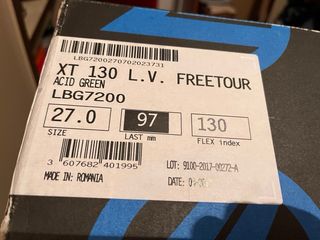 LBG7200270702023731
XT 130 L.V. FREETOUR
ACID GREEN
LBG7200
27.0 97 130
SIZE LAST mm FLEX index
3 607682 401995
MADE IN: ROMANIA
LOT: 9100-2017-00272-A
DATE: